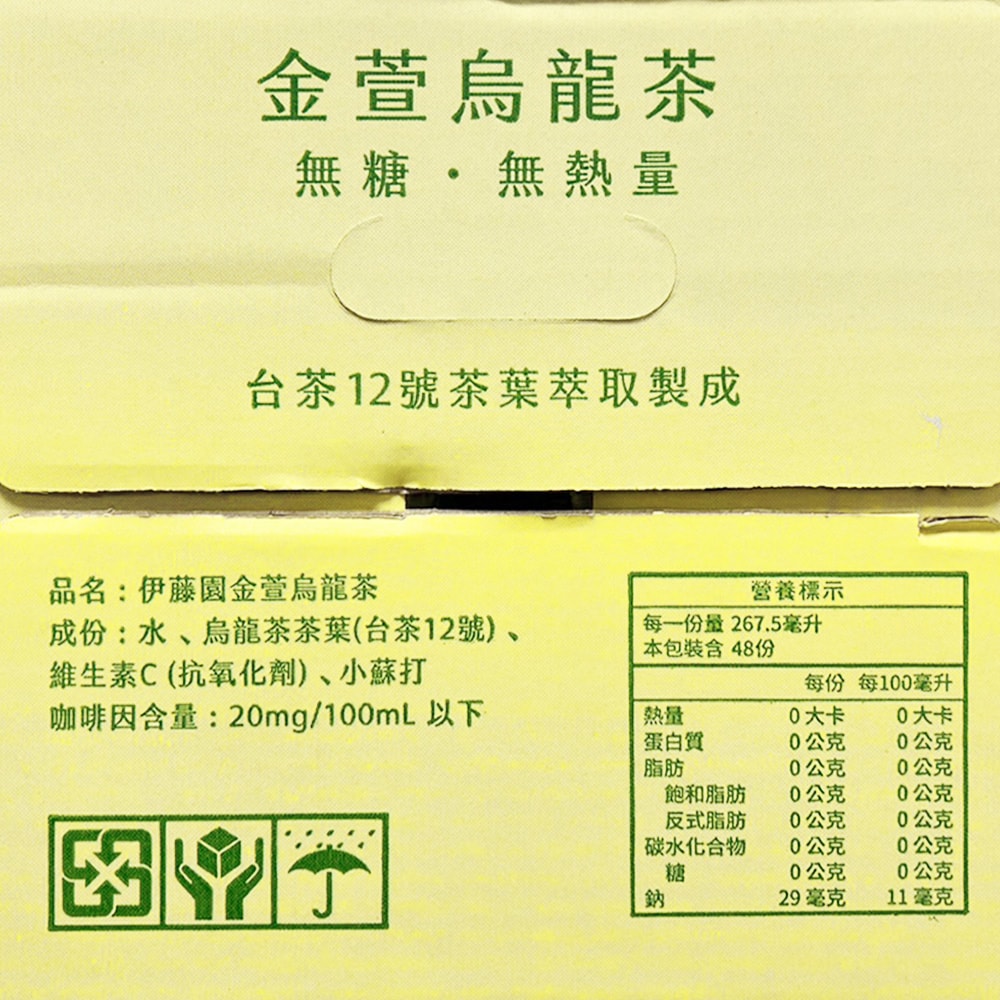 金萱烏龍茶
無糖・無熱量
台茶12號茶葉萃取製成
品名：伊藤園金萱烏龍茶
成份：水、烏龍茶茶葉(台茶12號)、
維生素C (抗氧化劑)、小蘇打
咖啡因含量：20mg/100mL 以下
營養標示
每一份量 267.5毫升
本包裝含 48份
每份 每100毫升
熱量 0 大卡 0 大卡
蛋白質 0 公克 0 公克
脂肪 0 公克 0 公克
飽和脂肪 0 公克 0 公克
反式脂肪 0 公克 0 公克
碳水化合物 0 公克 0 公克
糖 0 公克 0 公克
鈉 29 毫克 11 毫克